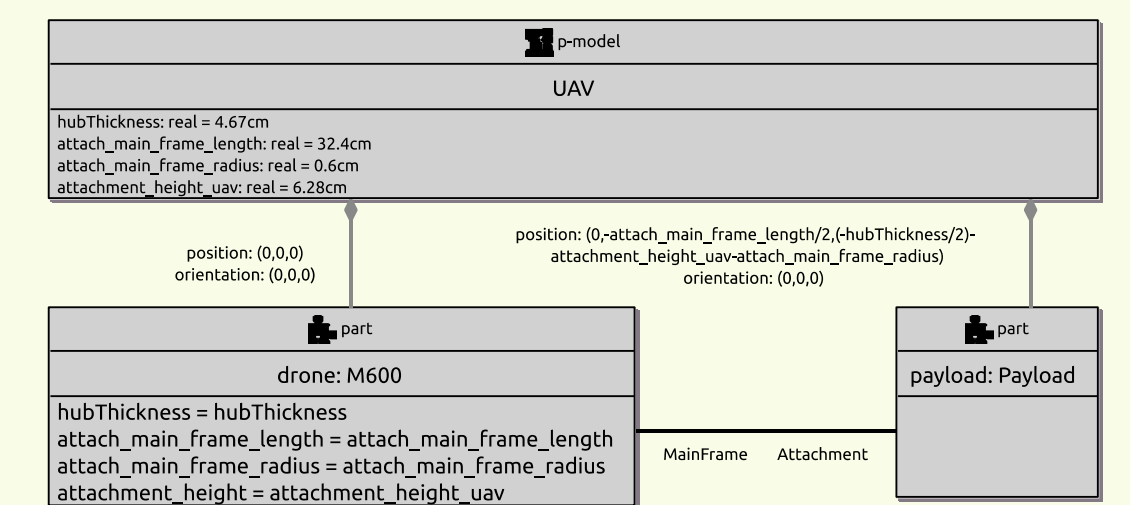 p-model
UAV
hubThickness: real = 4.67cm
attach_main_frame_length: real = 32.4cm
attach_main_frame_radius: real = 0.6cm
attachment_height_uav: real = 6.28cm
position: (0,0,0)
orientation: (0,0,0)
position: (0,-attach_main_frame_length/2,(-hubThickness/2)-
attachment_height_uav-attach_main_frame_radius)
orientation: (0,0,0)
part
drone: M600
hubThickness = hubThickness
attach_main_frame_length = attach_main_frame_length
attach_main_frame_radius = attach_main_frame_radius
attachment_height = attachment_height_uav
MainFrame
Attachment
part
payload: Payload